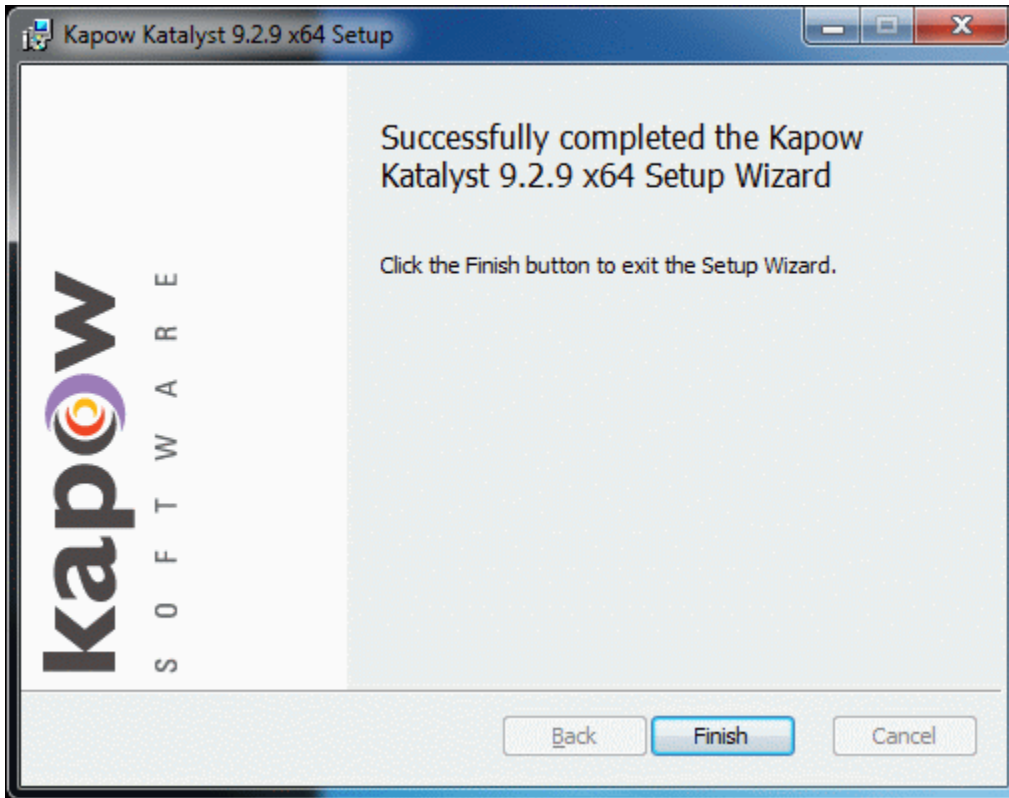 Kapow Katalyst 9.2.9 x64 Setup
Successfully completed the Kapow
Katalyst 9.2.9 x64 Setup Wizard
Click the Finish button to exit the Setup Wizard.
kapow
SOFTWARE
Back
Finish
Cancel